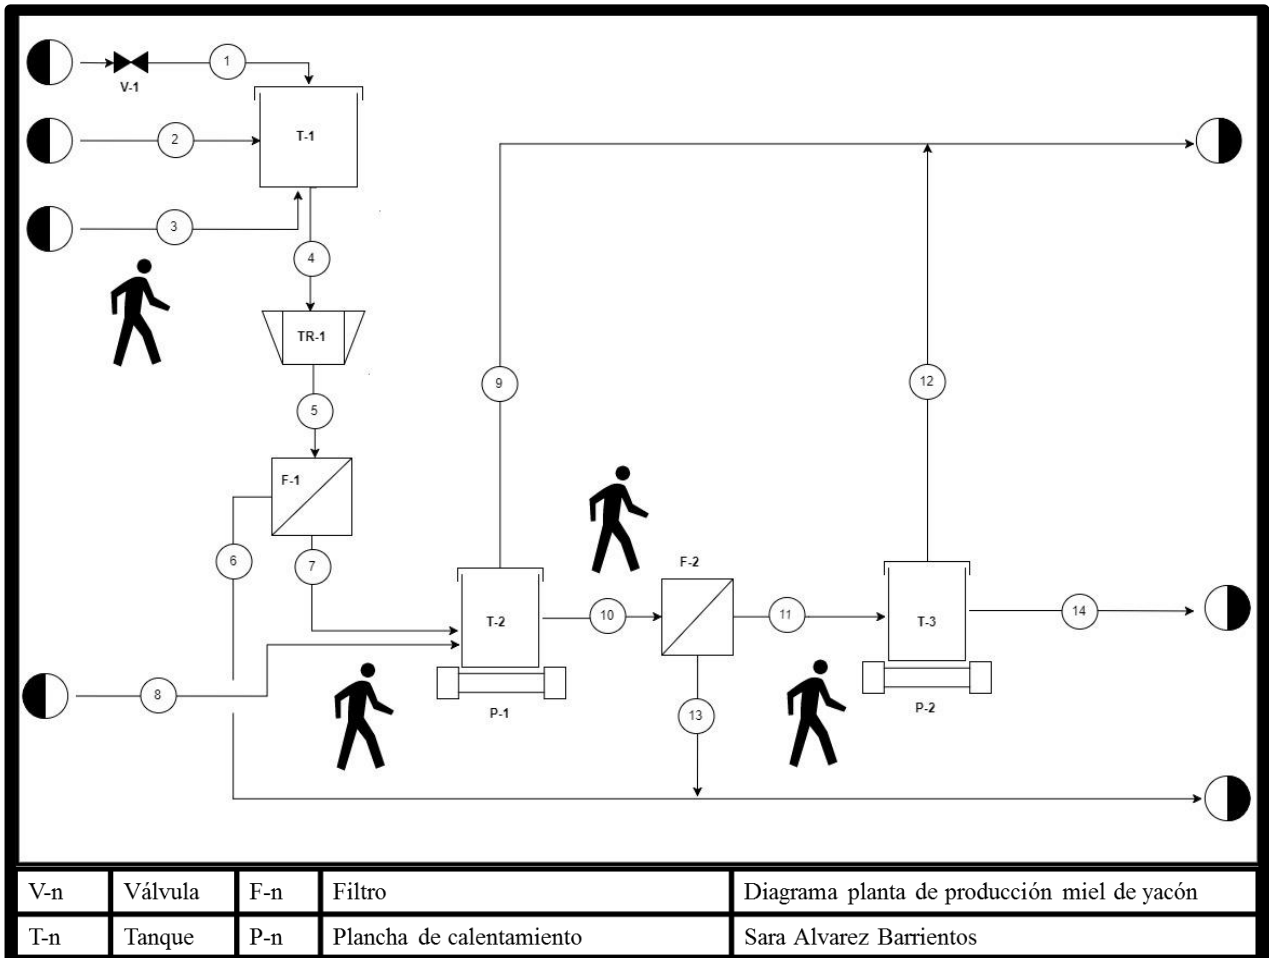 1
V-1
T-1
2
3
4
TR-1
5
9
12
F-1
6
7
F-2
T-2
10
11
T-3
14
8
P-1
13
P-2
V-n Válvula F-n Filtro Diagrama planta de producción miel de yacón
T-n Tanque P-n Plancha de calentamiento Sara Alvarez Barrientos